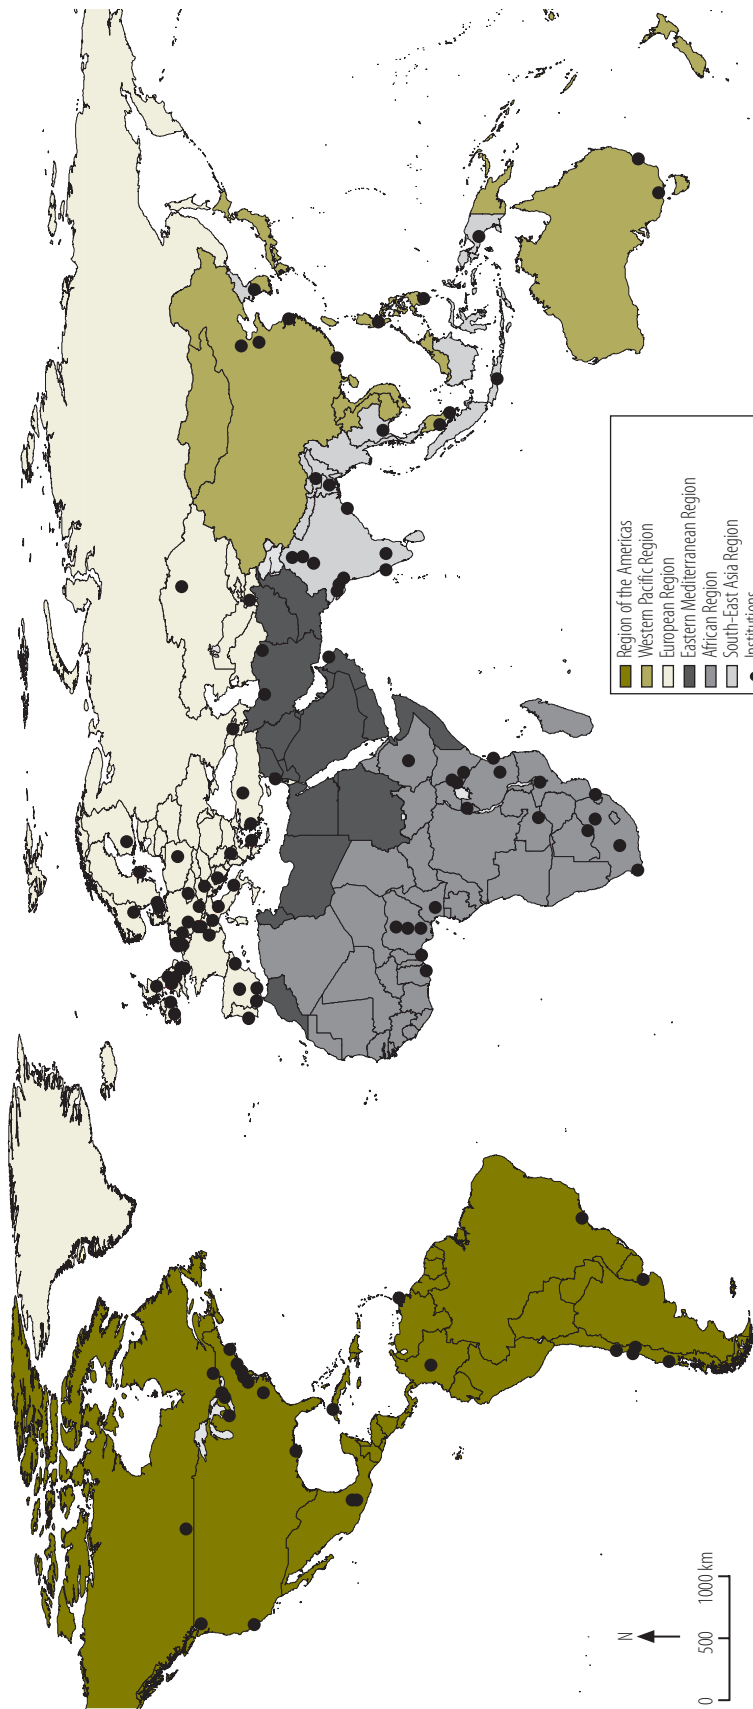 Region of the Americas
Western Pacific Region
European Region
Eastern Mediterranean Region
African Region
South-East Asia Region
Institutions
N
0 500 1000 km